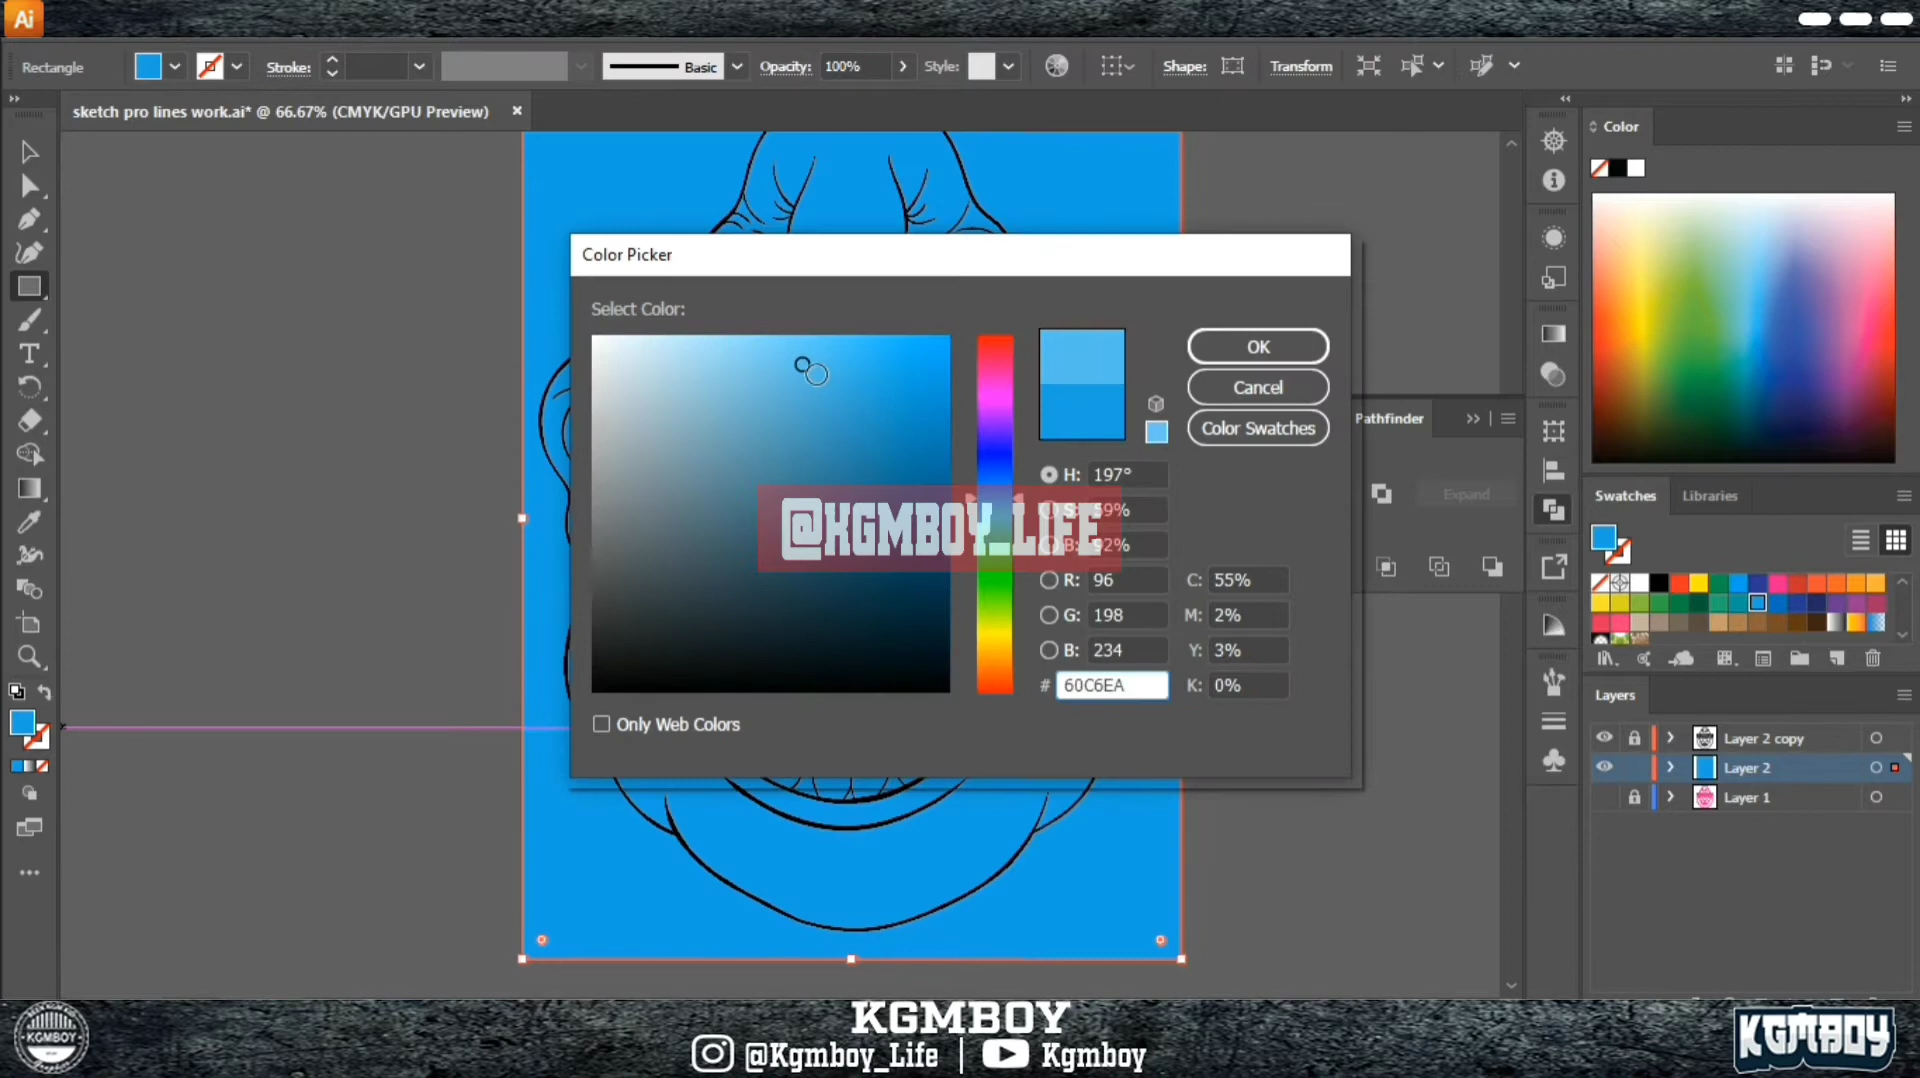 Ai
Rectangle
Stroke:
Basic
Opacity:
100%
Style:
Shape:
Transform
sketch pro lines work.ai* @ 66.67% (CMYK/GPU Preview)
Color
Color Picker
Select Color:
OK
Cancel
Color Swatches
H: 197°
S: 59%
B: 92%
R: 96
C: 55%
G: 198
M: 2%
B: 234
Y: 3%
# 60C6EA
K: 0%
Only Web Colors
@KGMBOY_LIFE
Pathfinder
Expand
Swatches
Libraries
Layers
Layer 2 copy
Layer 2
Layer 1
KGMBOY
KGMBOY
@Kgmboy_Life | Kgmboy
KGMBOY